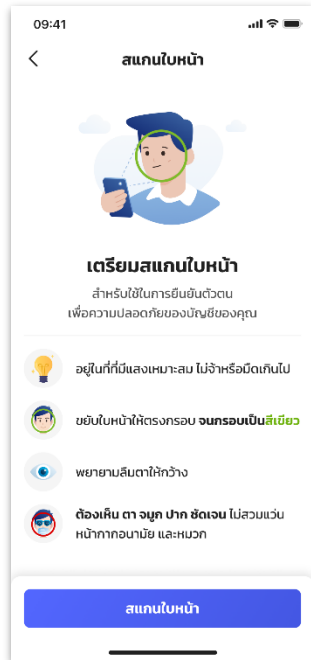 09:41
สแกนใบหน้า
เตรียมสแกนใบหน้า
สำหรับใช้ในการยืนยันตัวตน
เพื่อความปลอดภัยของบัญชีของคุณ
อยู่ในที่ที่มีแสงเหมาะสม ไม่จ้าหรือมืดเกินไป
ขยับใบหน้าให้ตรงกรอบ จนกรอบเป็นสีเขียว
พยายามลืมตาให้กว้าง
ต้องเห็น ตา จมูก ปาก ชัดเจน ไม่สวมแว่น
หน้ากากอนามัย และหมวก
สแกนใบหน้า